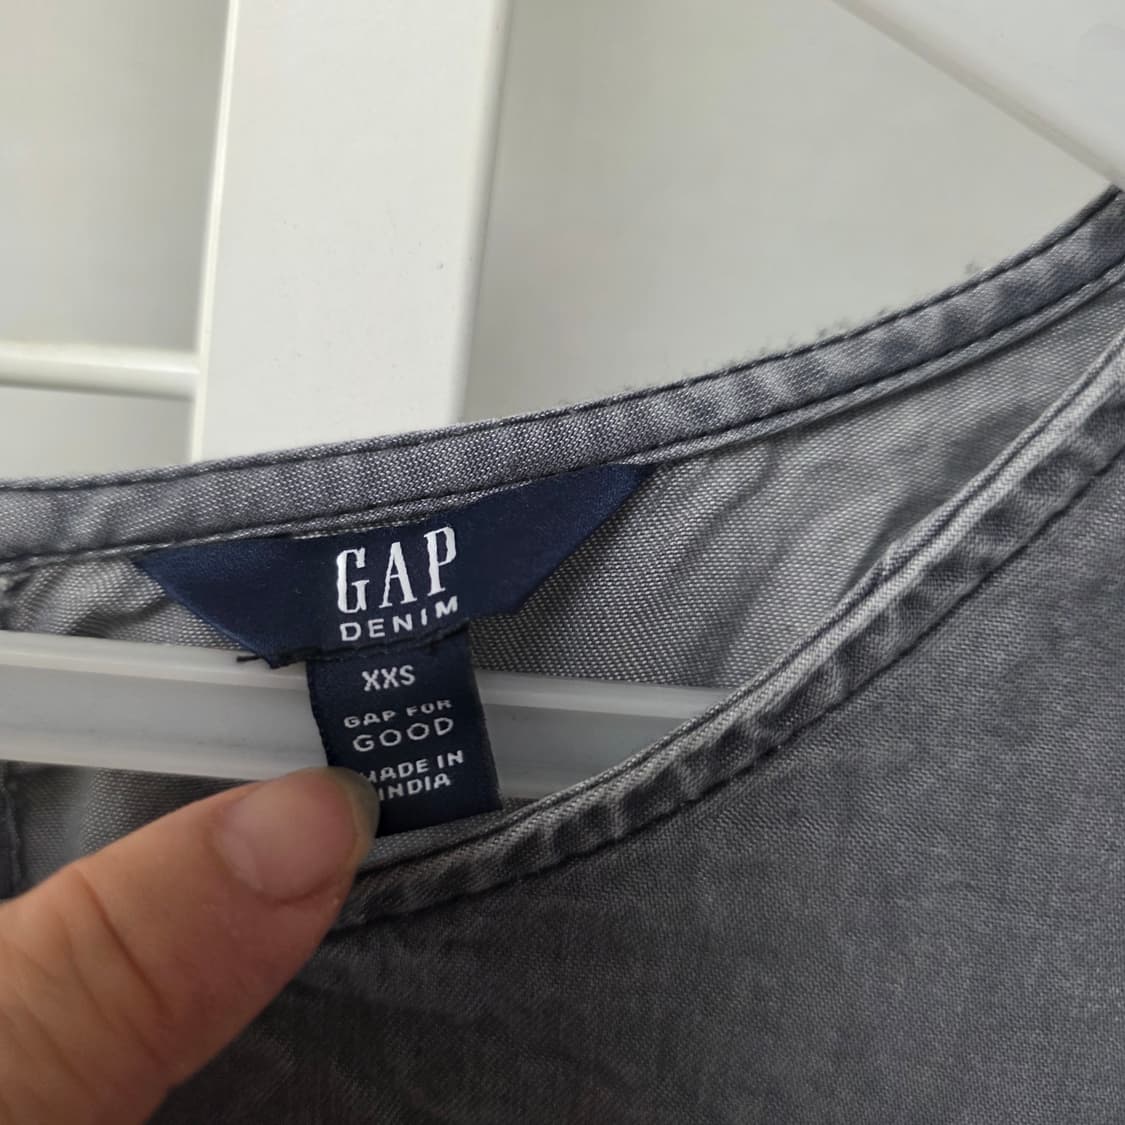 GAP
DENIM
XXS
GAP FOR
GOOD
MADE IN
INDIA